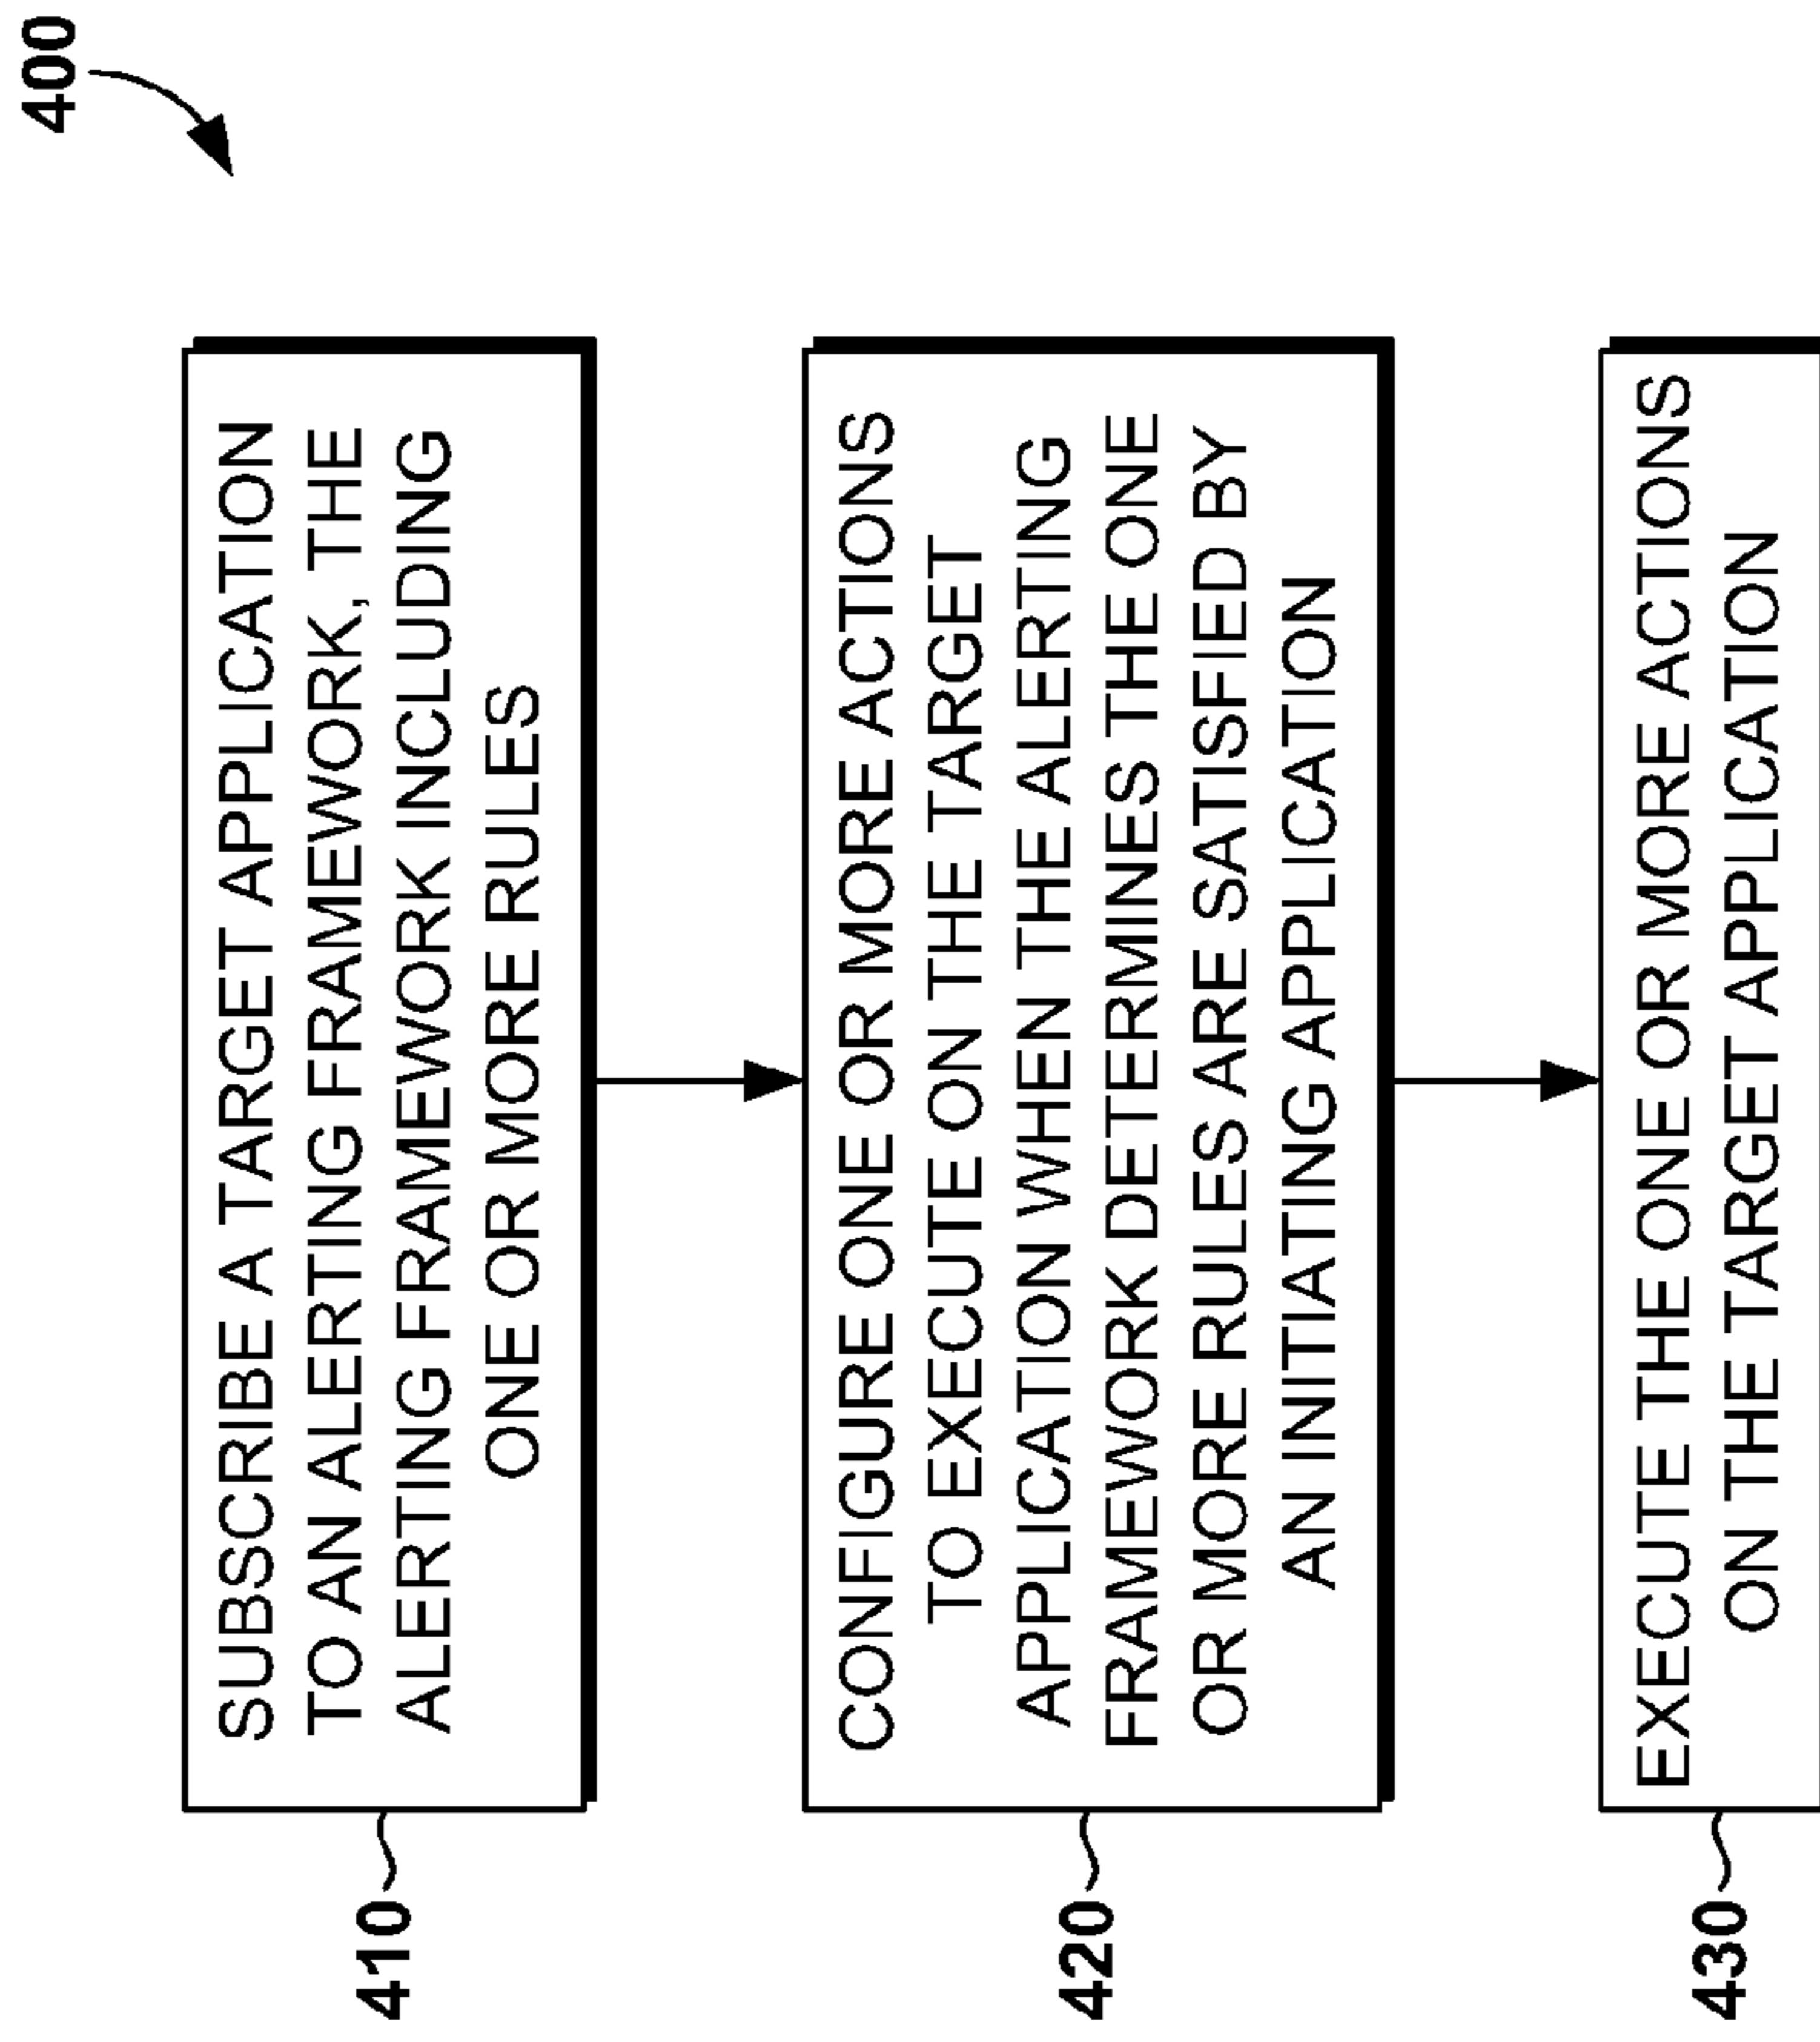 400
410
SUBSCRIBE A TARGET APPLICATION
TO AN ALERTING FRAMEWORK, THE
ALERTING FRAMEWORK INCLUDING
ONE OR MORE RULES
420
CONFIGURE ONE OR MORE ACTIONS
TO EXECUTE ON THE TARGET
APPLICATION WHEN THE ALERTING
FRAMEWORK DETERMINES THE ONE
OR MORE RULES ARE SATISFIED BY
AN INITIATING APPLICATION
430
EXECUTE THE ONE OR MORE ACTIONS
ON THE TARGET APPLICATION